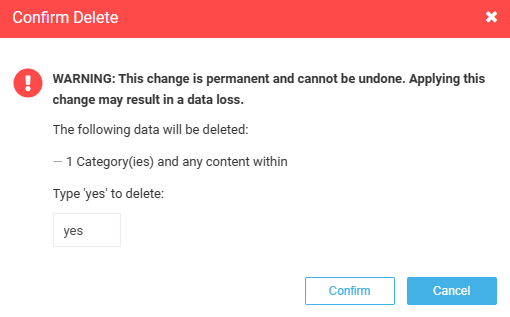 Confirm Delete
WARNING: This change is permanent and cannot be undone. Applying this
change may result in a data loss.
The following data will be deleted:
— 1 Category(ies) and any content within
Type 'yes' to delete:
yes
Confirm Cancel